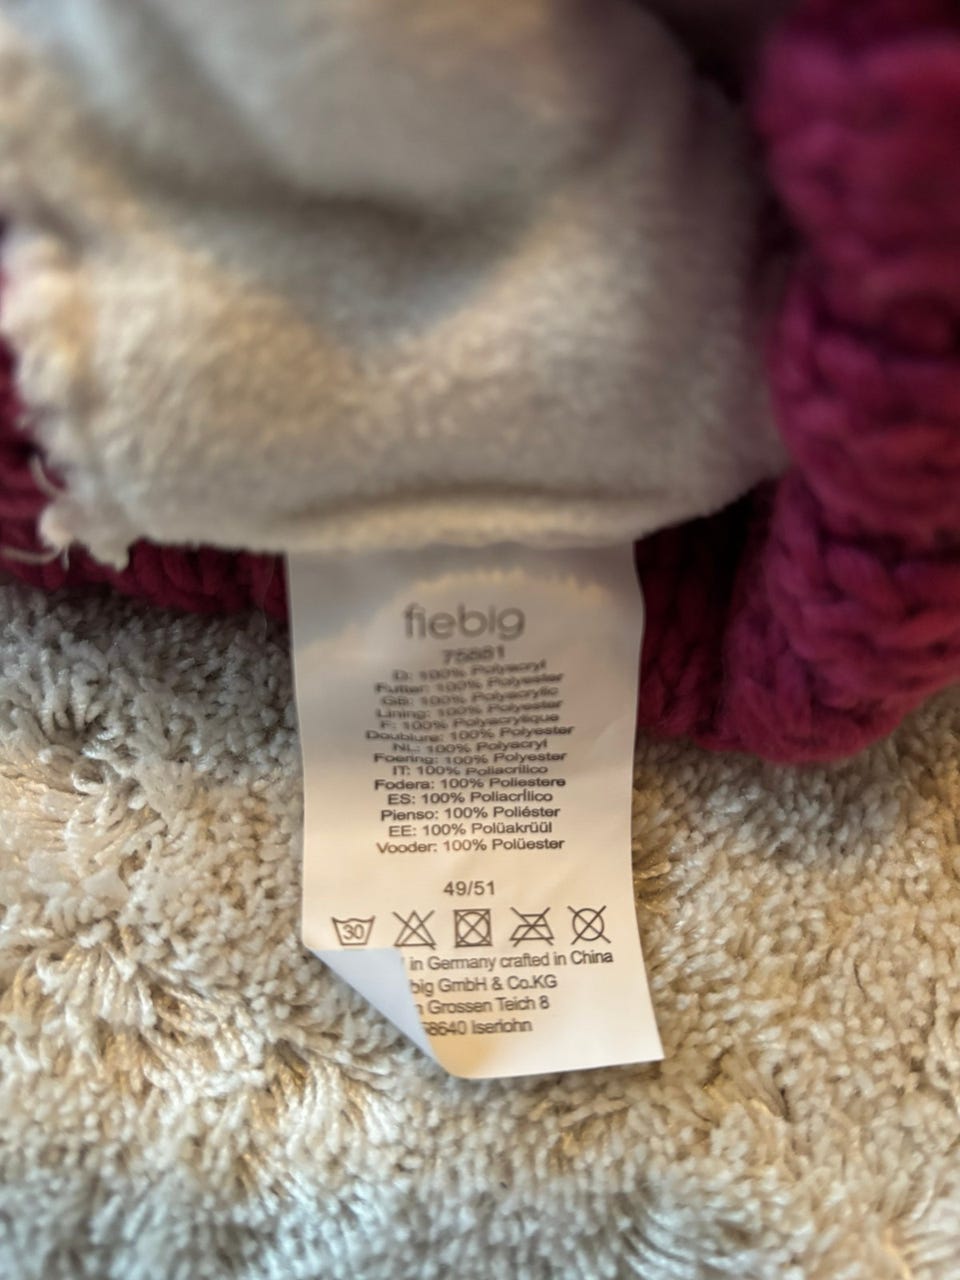 fiebig
75881
D: 100% Polyacryl
Futter: 100% Polyester
GB: 100% Polyacrylic
Lining: 100% Polyester
F: 100% Polyacrylique
Doublure: 100% Polyester
NL: 100% Polyacryl
Foering: 100% Polyester
IT: 100% Poliacrilico
Fodera: 100% Poliestere
ES: 100% Poliacrílico
Pienso: 100% Poliéster
EE: 100% Polüakrüül
Vooder: 100% Polüester
49/51
30
in Germany crafted in China
big GmbH & Co.KG
Grossen Teich 8
58640 Iserlohn